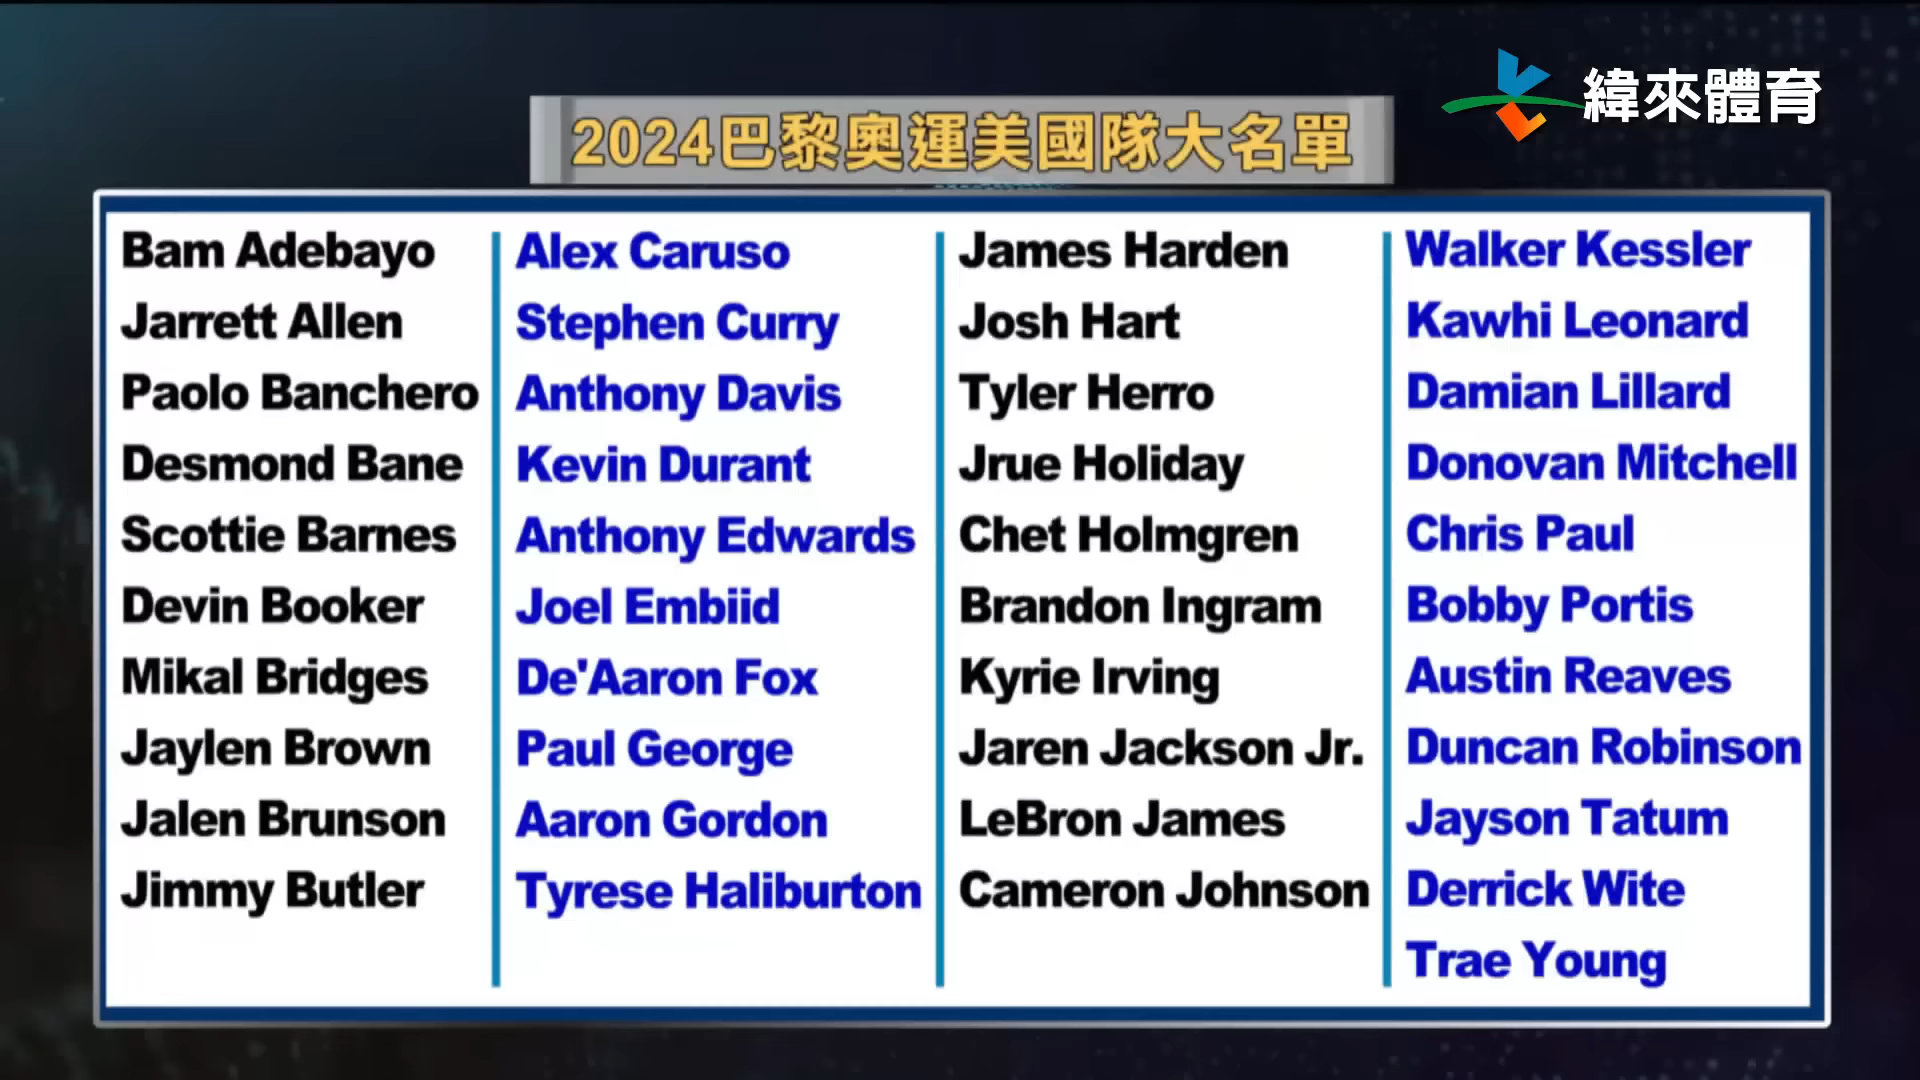 緯來體育
2024巴黎奧運美國隊大名單
Bam Adebayo
Jarrett Allen
Paolo Banchero
Desmond Bane
Scottie Barnes
Devin Booker
Mikal Bridges
Jaylen Brown
Jalen Brunson
Jimmy Butler
Alex Caruso
Stephen Curry
Anthony Davis
Kevin Durant
Anthony Edwards
Joel Embiid
De'Aaron Fox
Paul George
Aaron Gordon
Tyrese Haliburton
James Harden
Josh Hart
Tyler Herro
Jrue Holiday
Chet Holmgren
Brandon Ingram
Kyrie Irving
Jaren Jackson Jr.
LeBron James
Cameron Johnson
Walker Kessler
Kawhi Leonard
Damian Lillard
Donovan Mitchell
Chris Paul
Bobby Portis
Austin Reaves
Duncan Robinson
Jayson Tatum
Derrick Wite
Trae Young